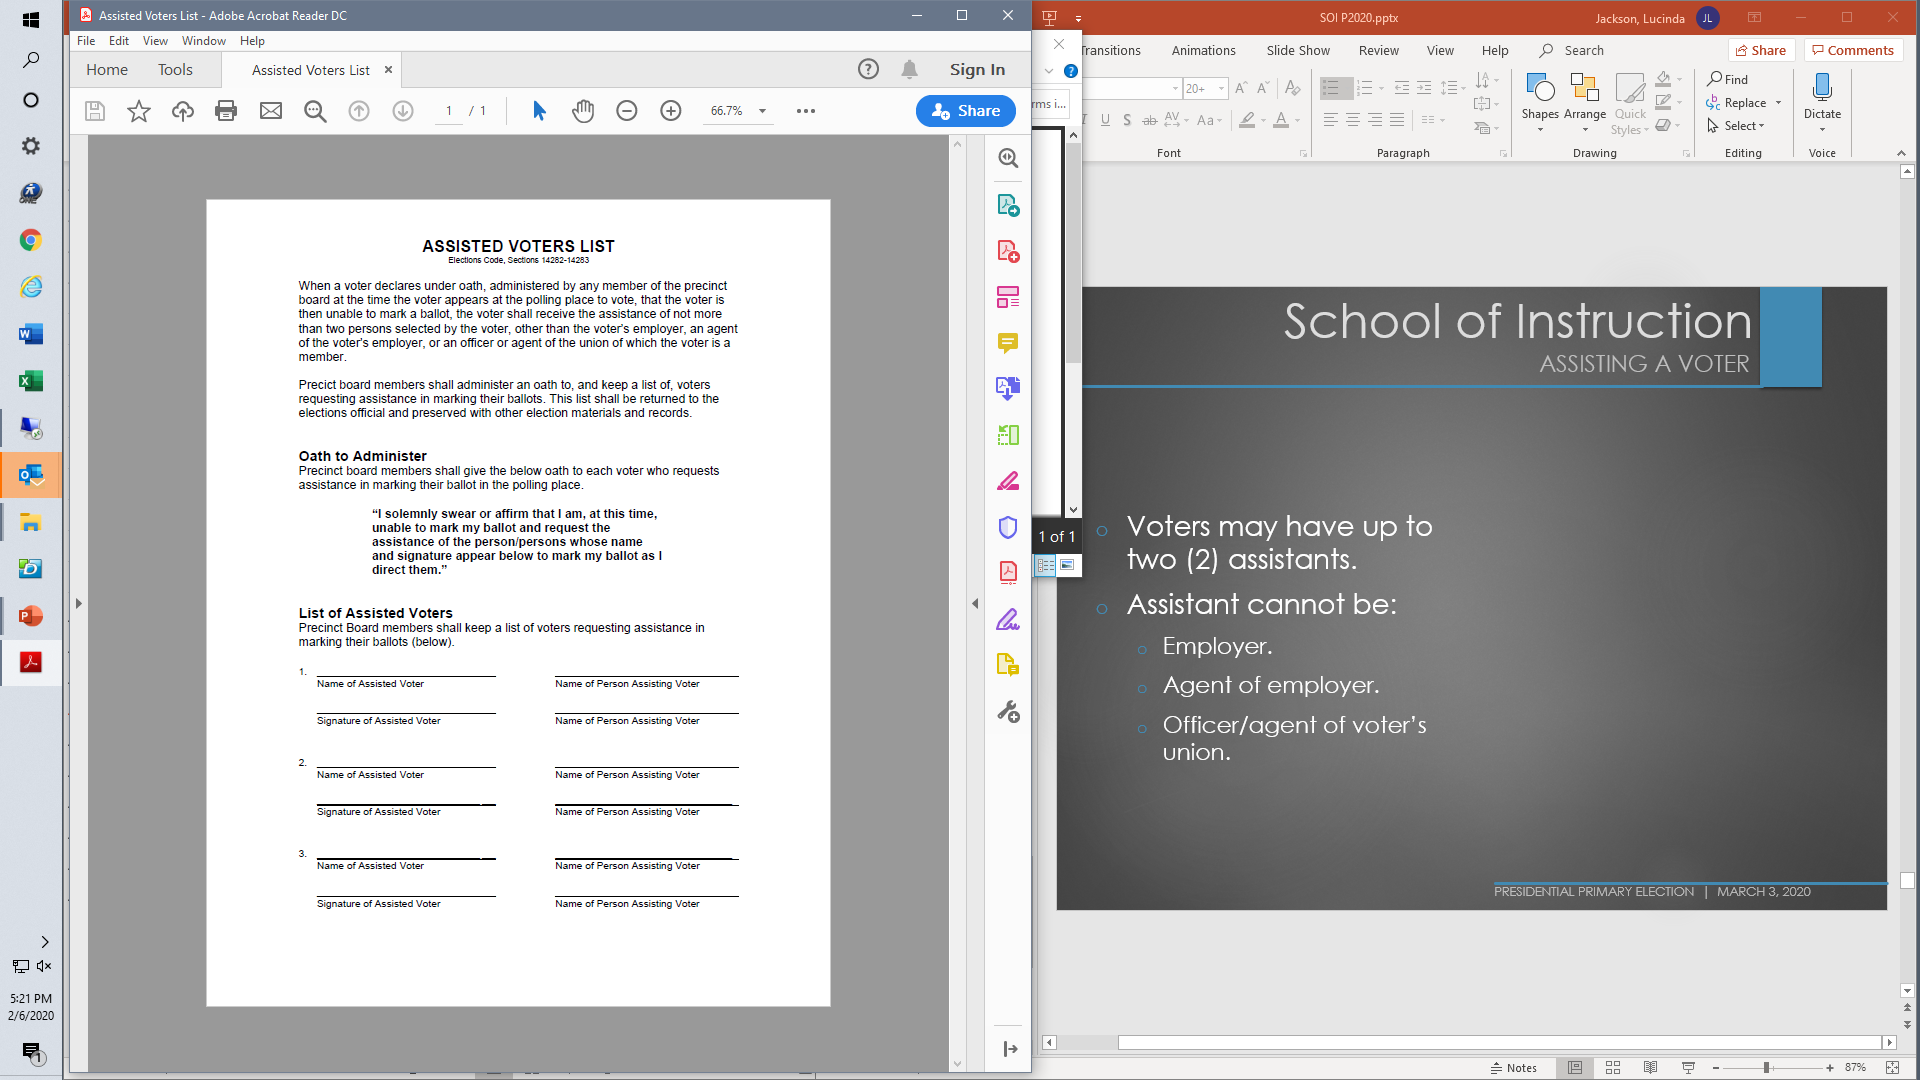 Assisted Voters List - Adobe Acrobat Reader DC
File Edit View Window Help
Home Tools Assisted Voters List × Sign In
1 / 1 66.7% Share
ASSISTED VOTERS LIST
Elections Code, Sections 14282-14283
When a voter declares under oath, administered by any member of the precinct
board at the time the voter appears at the polling place to vote, that the voter is
then unable to mark a ballot, the voter shall receive the assistance of not more
than two persons selected by the voter, other than the voter's employer, an agent
of the voter's employer, or an officer or agent of the union of which the voter is a
member.
Precict board members shall administer an oath to, and keep a list of, voters
requesting assistance in marking their ballots. This list shall be returned to the
elections official and preserved with other election materials and records.
Oath to Administer
Precinct board members shall give the below oath to each voter who requests
assistance in marking their ballot in the polling place.
“I solemnly swear or affirm that I am, at this time,
unable to mark my ballot and request the
assistance of the person/persons whose name
and signature appear below to mark my ballot as I
direct them.”
List of Assisted Voters
Precinct Board members shall keep a list of voters requesting assistance in
marking their ballots (below).
1.
Name of Assisted Voter Name of Person Assisting Voter
Signature of Assisted Voter Name of Person Assisting Voter
2.
Name of Assisted Voter Name of Person Assisting Voter
Signature of Assisted Voter Name of Person Assisting Voter
3.
Name of Assisted Voter Name of Person Assisting Voter
Signature of Assisted Voter Name of Person Assisting Voter
rms i...
1 of 1
SOI P2020.pptx Jackson, Lucinda JL
Transitions Animations Slide Show Review View Help Search Share Comments
20+
Shapes Arrange Quick Styles
Find
Replace
Select
Dictate
Font Paragraph Drawing Editing Voice
School of Instruction
ASSISTING A VOTER
Voters may have up to
two (2) assistants.
Assistant cannot be:
Employer.
Agent of employer.
Officer/agent of voter’s
union.
PRESIDENTIAL PRIMARY ELECTION | MARCH 3, 2020
Notes 87%
5:21 PM
2/6/2020
1